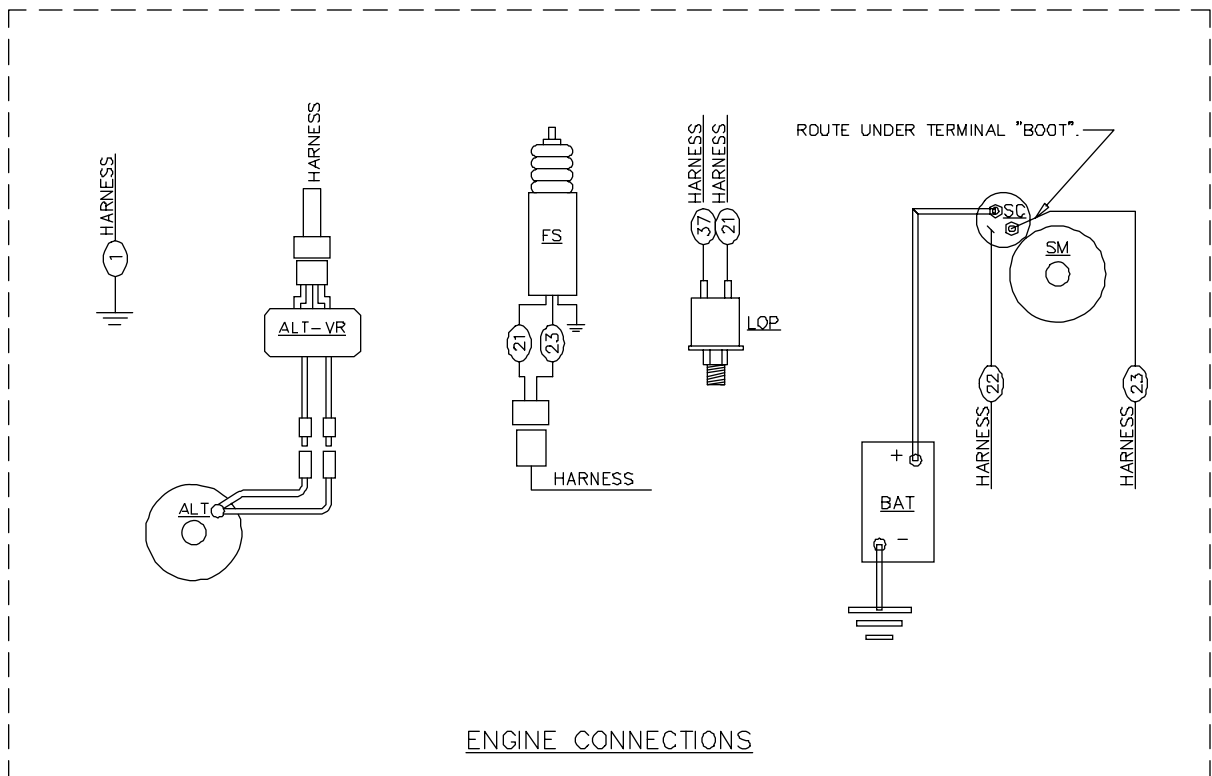 HARNESS
1
HARNESS
ALT-VR
ALT
FS
21
23
HARNESS
HARNESS
HARNESS
37
21
LOP
ROUTE UNDER TERMINAL "BOOT".
SC
SM
22
HARNESS
23
HARNESS
+
BAT
-
ENGINE CONNECTIONS